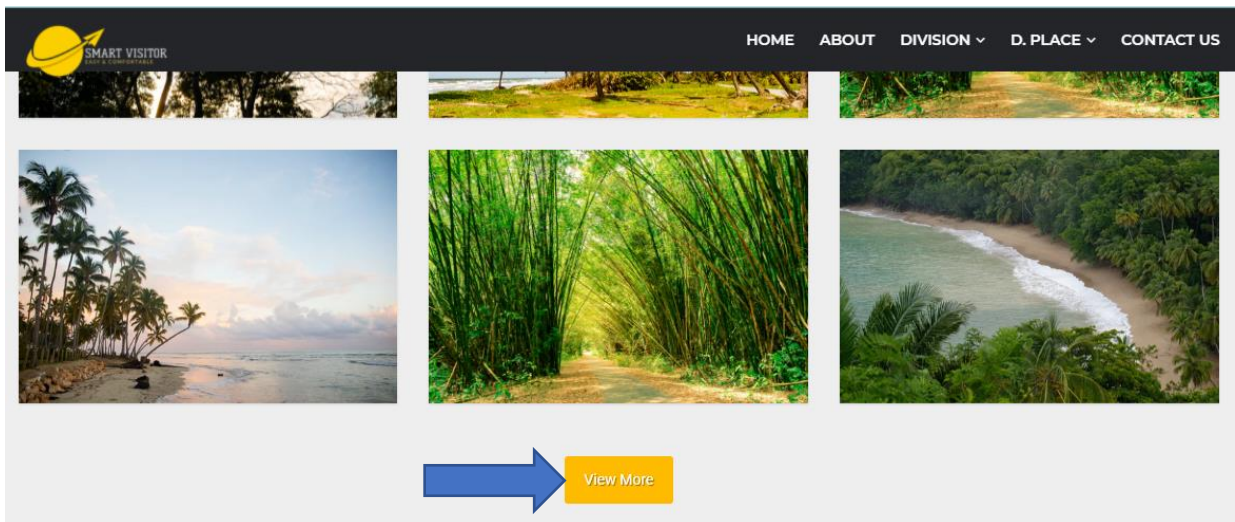 SMART VISITOR
EASY & COMFORTABLE
HOME ABOUT DIVISION D. PLACE CONTACT US
View More